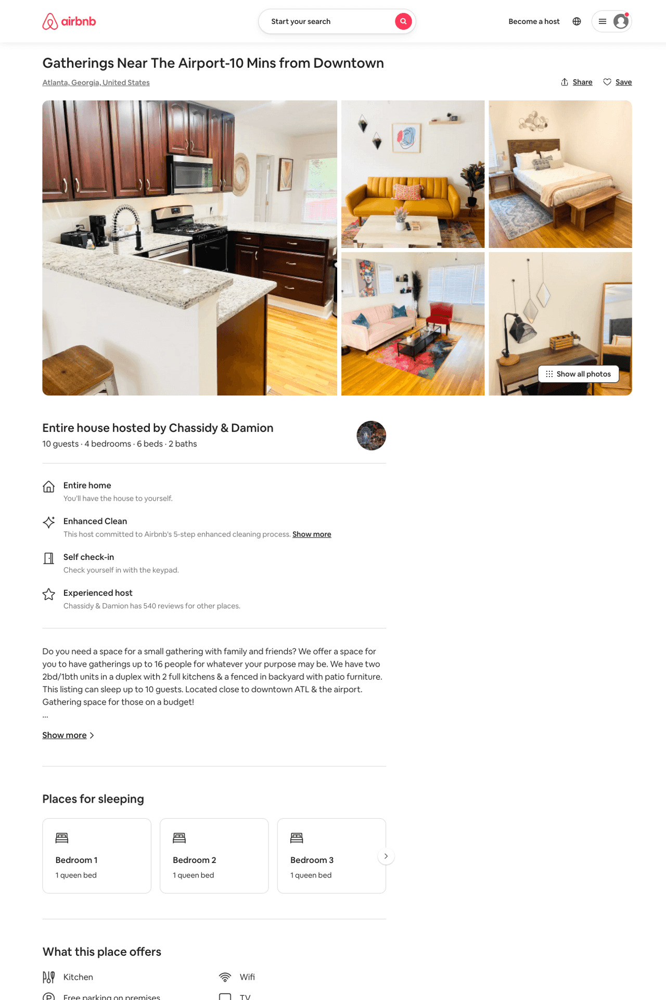 airbnb
Start your search
Become a host
Gatherings Near The Airport-10 Mins from Downtown
Atlanta, Georgia, United States
Share
Save
Show all photos
Entire house hosted by Chassidy & Damion
10 guests · 4 bedrooms · 6 beds · 2 baths
Entire home
You'll have the house to yourself.
Enhanced Clean
This host committed to Airbnb's 5-step enhanced cleaning process. Show more
Self check-in
Check yourself in with the keypad.
Experienced host
Chassidy & Damion has 540 reviews for other places.
Do you need a space for a small gathering with family and friends? We offer a space for
you to have gatherings up to 16 people for whatever your purpose may be. We have two
2bd/1bth units in a duplex with 2 full kitchens & a fenced in backyard with patio furniture.
This listing can sleep up to 10 guests. Located close to downtown ATL & the airport.
Gathering space for those on a budget!
...
Show more
Places for sleeping
Bedroom 1
1 queen bed
Bedroom 2
1 queen bed
Bedroom 3
1 queen bed
What this place offers
Kitchen
Wifi
Free parking on premises
TV